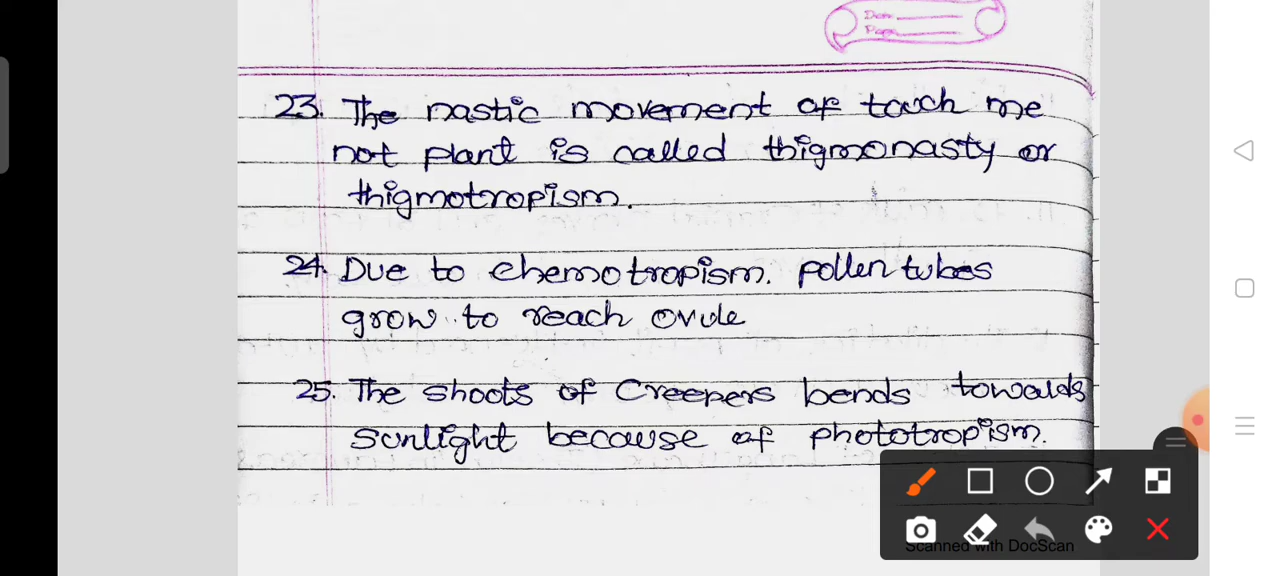 Date
Page
23. The nastic movement of touch me
not plant is called thigmonasty or
thigmotropism.
24. Due to chemotropism. pollen tubes
grow to reach ovule
25. The shoots of Creepers bends towards
Sunlight because of phototropism.
Scanned with DocScan